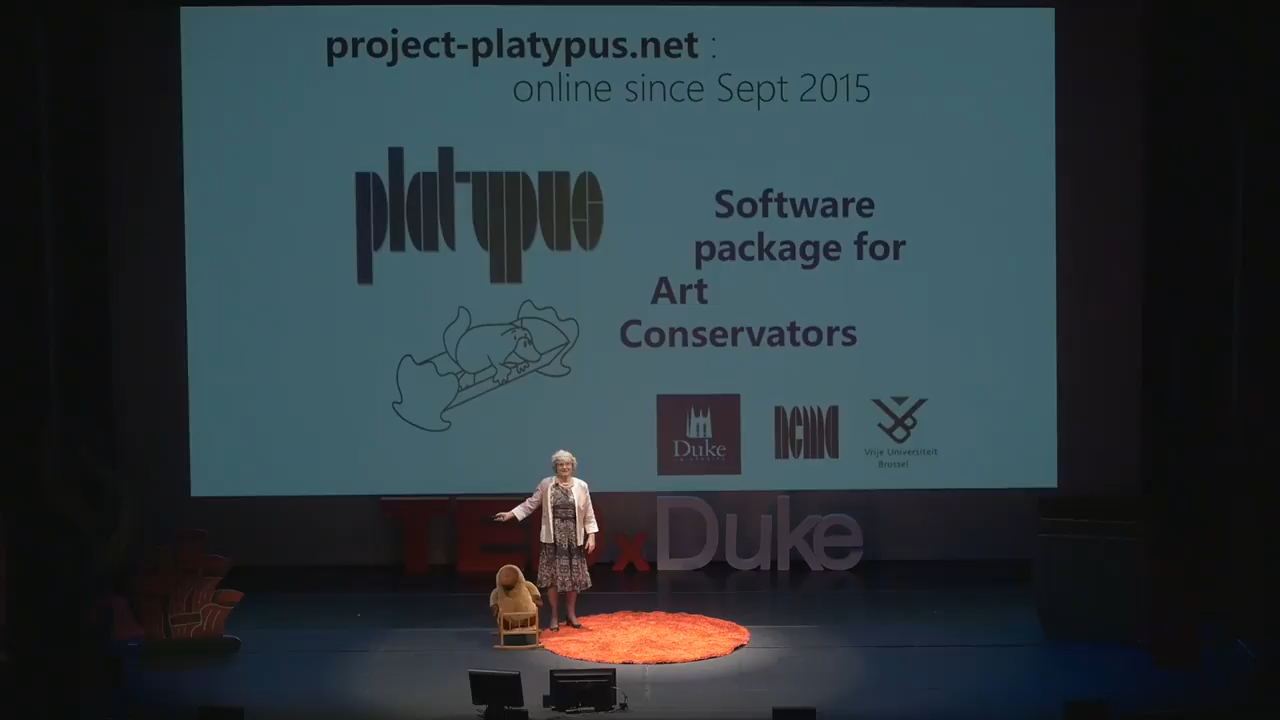 project-platypus.net :
online since Sept 2015
platypus
Software
package for
Art
Conservators
Duke
NCMA
Vrije Universiteit
Brussel
TEDxDuke